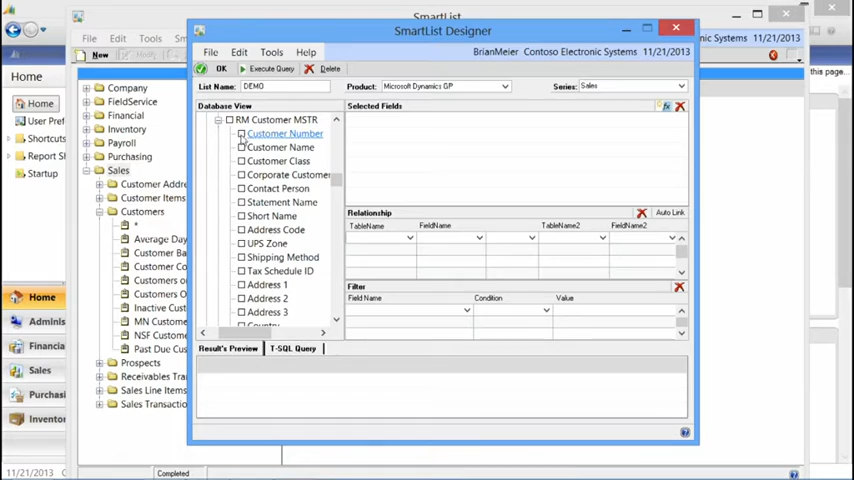 SmartList
SmartList Designer
File Edit Tools
File Edit Tools Help
BrianMeier Contoso Electronic Systems 11/21/2013
ronic Systems 11/21/2013
this page...
New Modify
OK Execute Query Delete
Home
List Name: DEMO Product: Microsoft Dynamics GP Series: Sales
Home
User Pref
Shortcuts
Report Sh
Startup
Company
FieldService
Financial
Inventory
Payroll
Purchasing
Sales
Customer Addre
Customer Items
Customers
*
Average Day
Customer Ba
Customer Co
Customers o
Customers O
Inactive Cust
MN Custome
NSF Custome
Past Due Cu
Prospects
Receivables Tra
Sales Line Items
Sales Transactio
Database View
RM Customer MSTR
Customer Number
Customer Name
Customer Class
Corporate Customer
Contact Person
Statement Name
Short Name
Address Code
UPS Zone
Shipping Method
Tax Schedule ID
Address 1
Address 2
Address 3
Country
Selected Fields
Relationship Auto Link
TableName FieldName TableName2 FieldName2
Filter
Field Name Condition Value
Result's Preview T-SQL Query
Home
Adminis
Financia
Sales
Purchasi
Inventor
11/21/2013
Completed